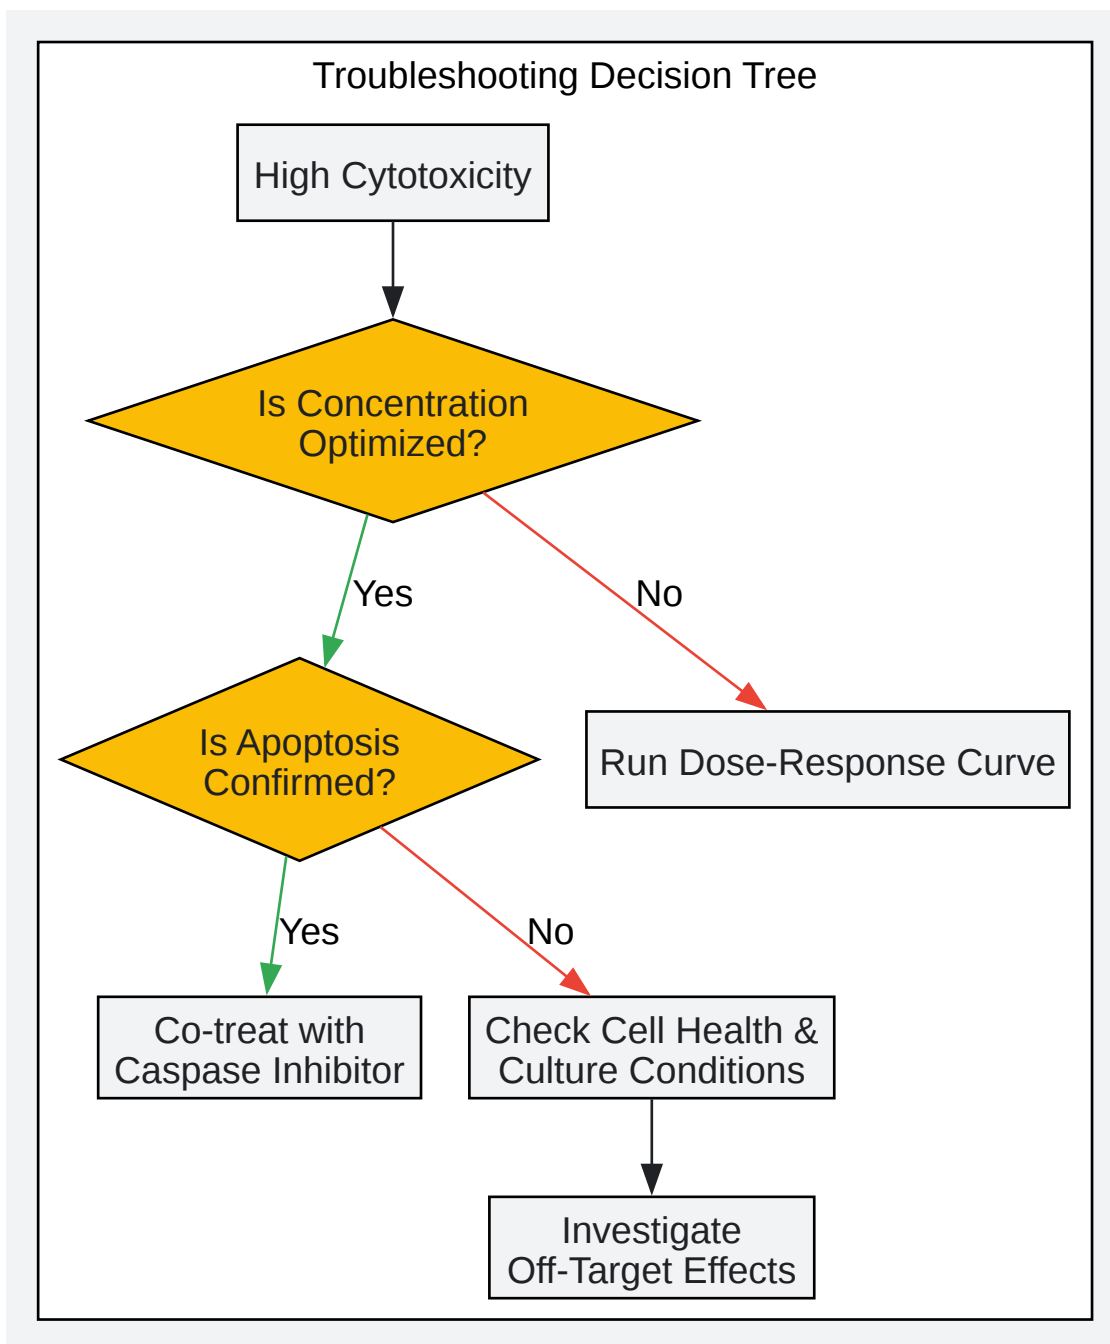 Troubleshooting Decision Tree
High Cytotoxicity
Is Concentration
Optimized?
Yes
No
Is Apoptosis
Confirmed?
Run Dose-Response Curve
Yes
No
Co-treat with
Caspase Inhibitor
Check Cell Health &
Culture Conditions
Investigate
Off-Target Effects